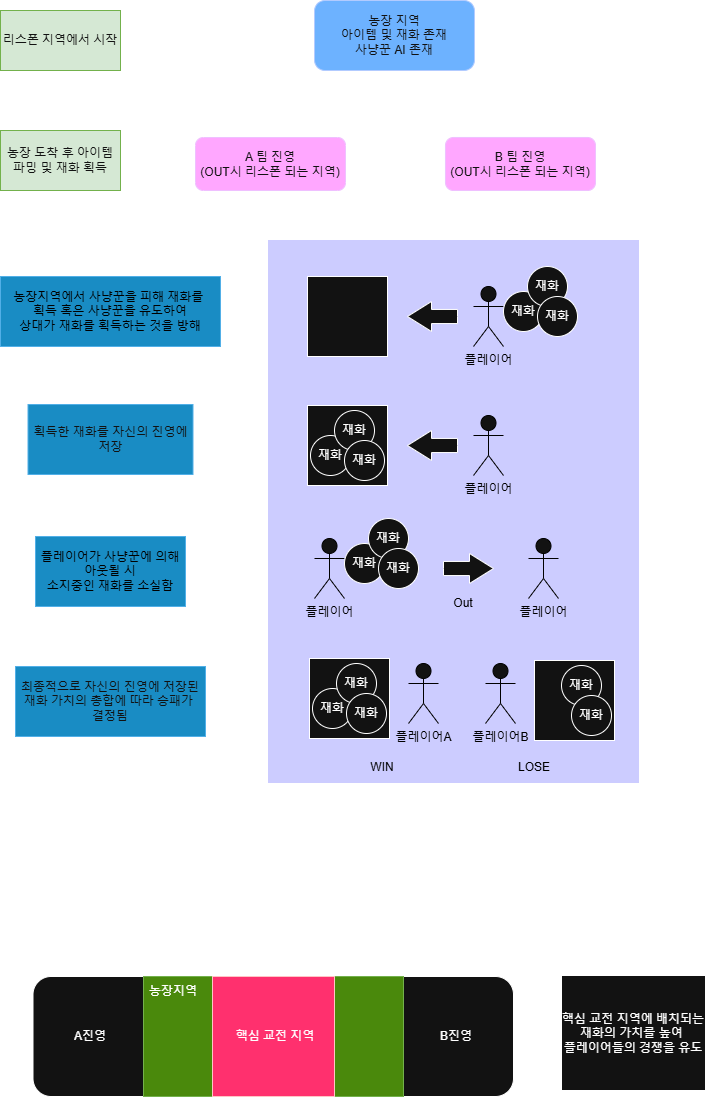 리스폰 지역에서 시작
농장 지역
아이템 및 재화 존재
사냥꾼 AI 존재
농장 도착 후 아이템
파밍 및 재화 획득
A 팀 진영
(OUT시 리스폰 되는 지역)
B 팀 진영
(OUT시 리스폰 되는 지역)
농장지역에서 사냥꾼을 피해 재화를
획득 혹은 사냥꾼을 유도하여
상대가 재화를 획득하는 것을 방해
재화
재화
재화
플레이어
획득한 재화를 자신의 진영에
저장
재화
재화
재화
플레이어
플레이어가 사냥꾼에 의해
아웃될 시
소지중인 재화를 소실함
재화
재화
재화
플레이어
Out
플레이어
최종적으로 자신의 진영에 저장된
재화 가치의 총합에 따라 승패가
결정됨
재화
재화
재화
플레이어A
플레이어B
재화
재화
WIN
LOSE
농장지역
A진영
핵심 교전 지역
B진영
핵심 교전 지역에 배치되는
재화의 가치를 높여
플레이어들의 경쟁을 유도